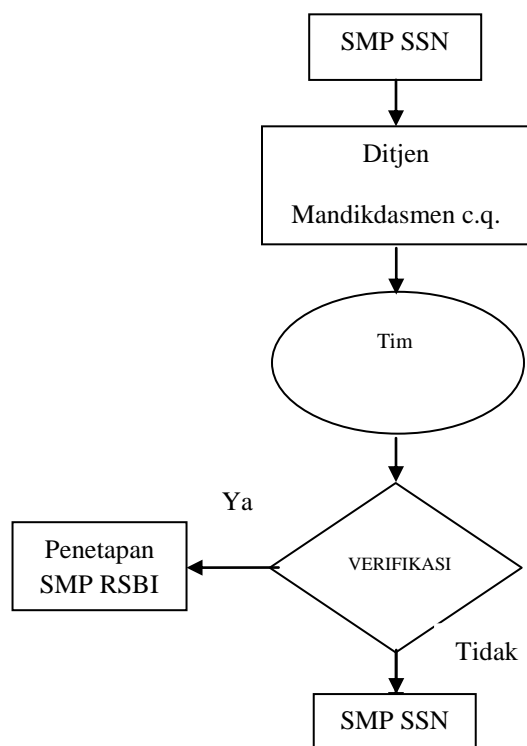 SMP SSN
Ditjen
Mandikdasmen c.q.
Tim
Ya
VERIFIKASI
Penetapan
SMP RSBI
Tidak
SMP SSN